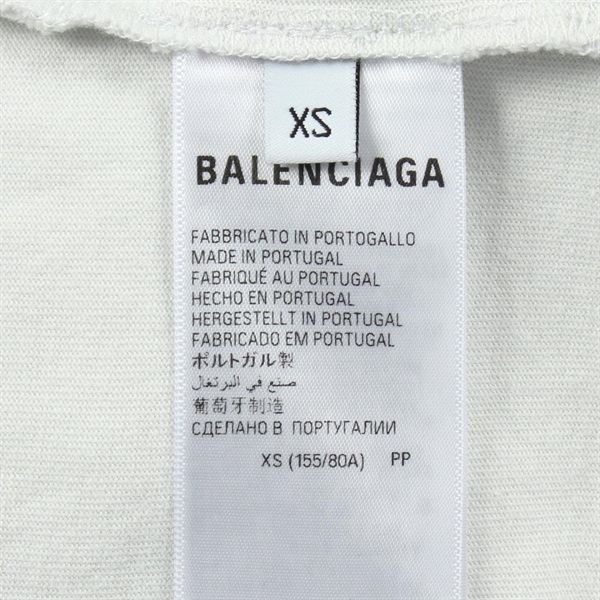 XS
BALENCIAGA
FABBRICATO IN PORTOGALLO
MADE IN PORTUGAL
FABRIQUÉ AU PORTUGAL
HECHO EN PORTUGAL
HERGESTELLT IN PORTUGAL
FABRICADO EM PORTUGAL
ポルトガル製
صنع في البرتغال
葡萄牙制造
СДЕЛАНО В ПОРТУГАЛИИ
XS (155/80A) PP